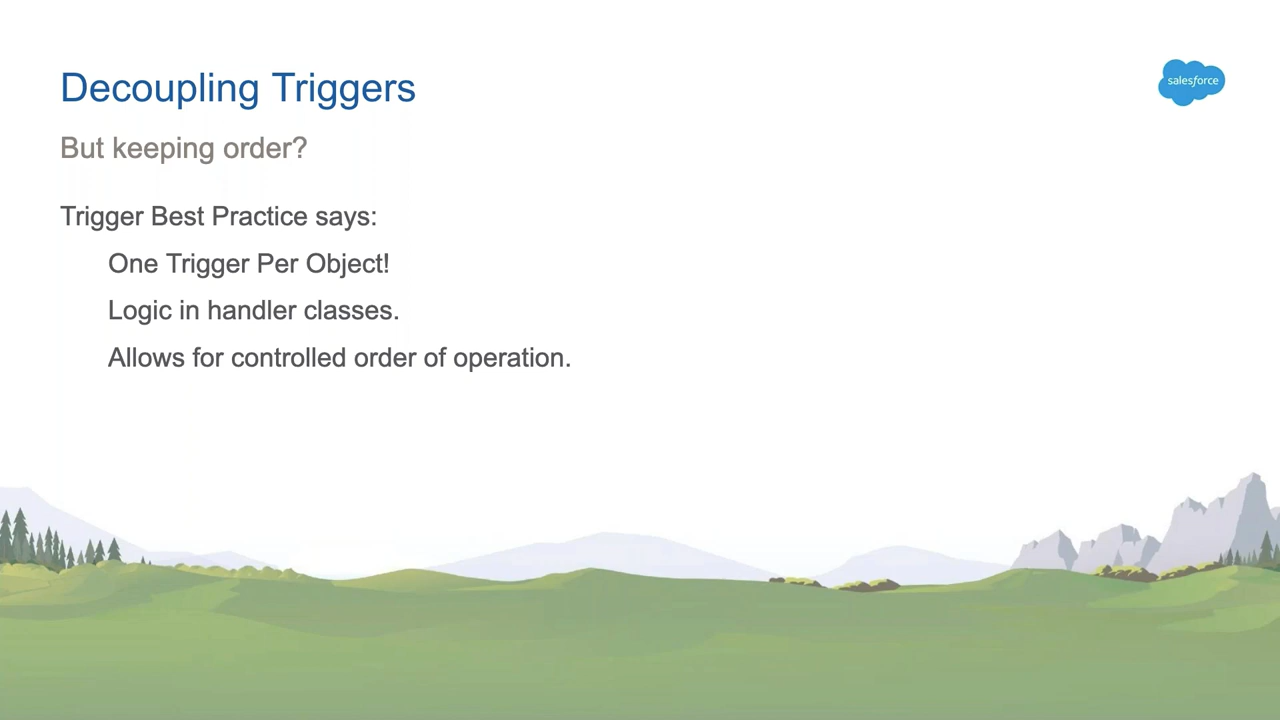 Decoupling Triggers
salesforce
But keeping order?
Trigger Best Practice says:
One Trigger Per Object!
Logic in handler classes.
Allows for controlled order of operation.